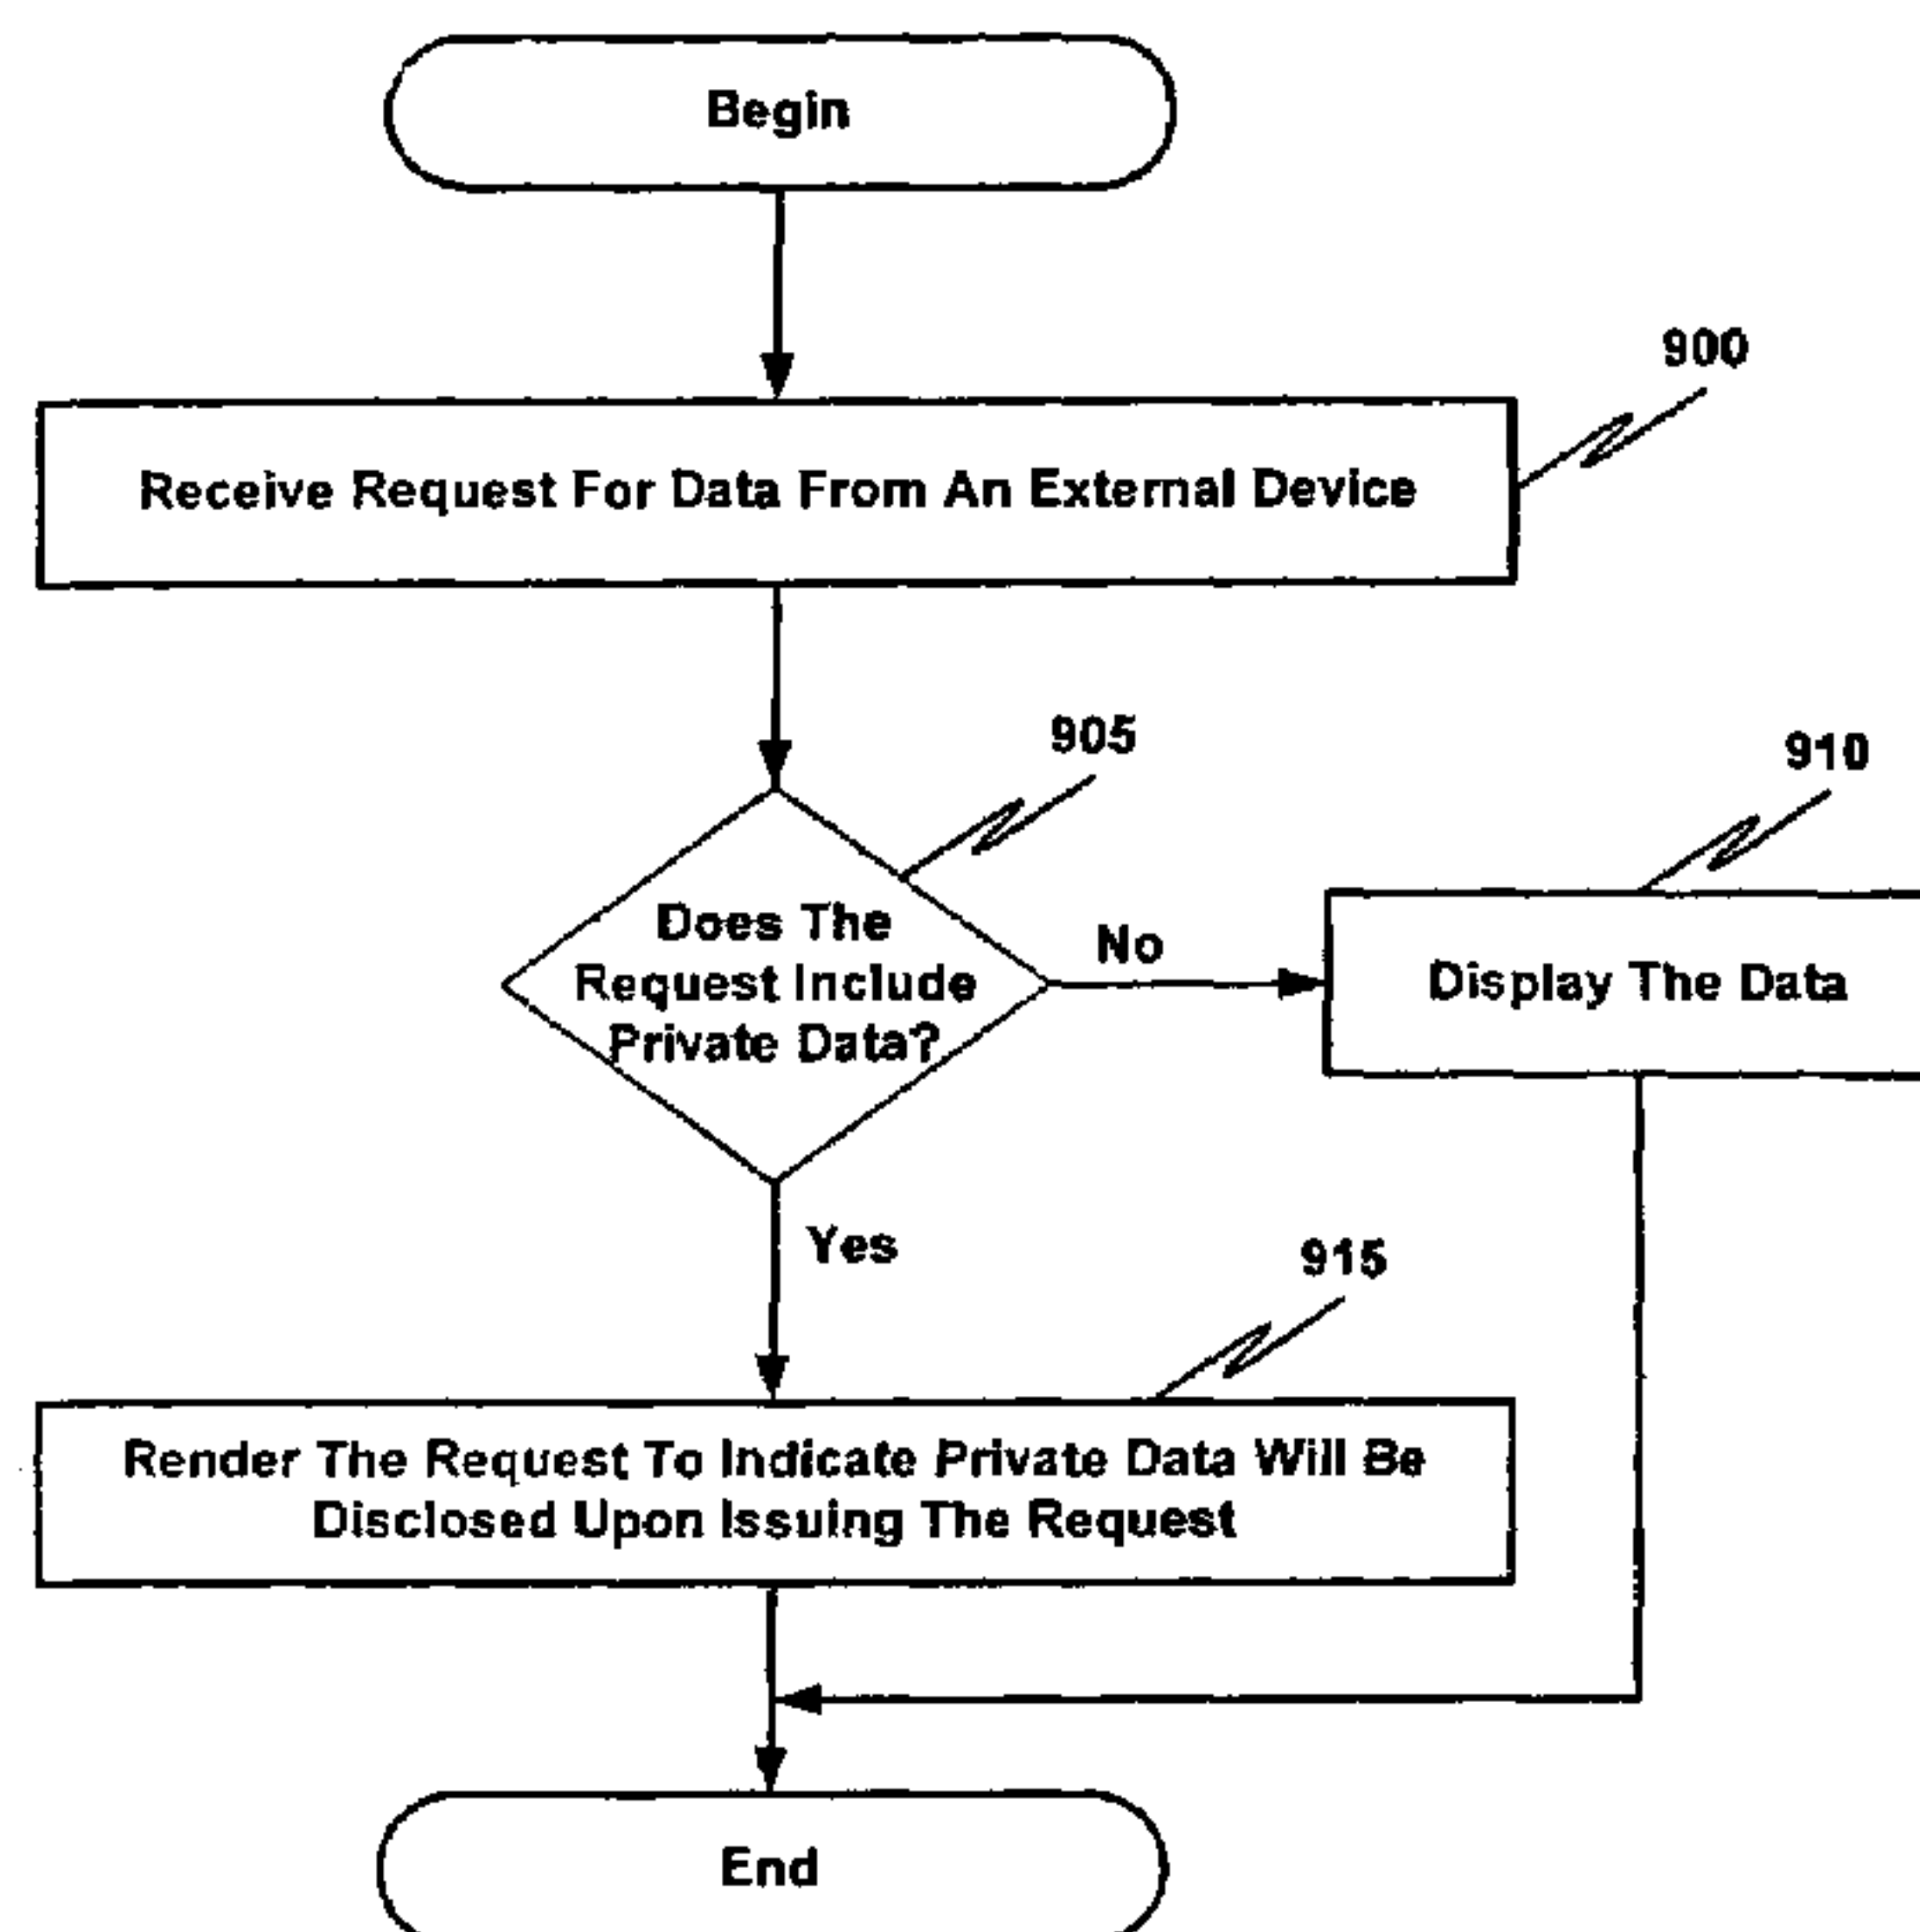 Begin
900
Receive Request For Data From An External Device
905
910
Does The
Request Include
Private Data?
No
Display The Data
Yes
915
Render The Request To Indicate Private Data Will Be
Disclosed Upon Issuing The Request
End